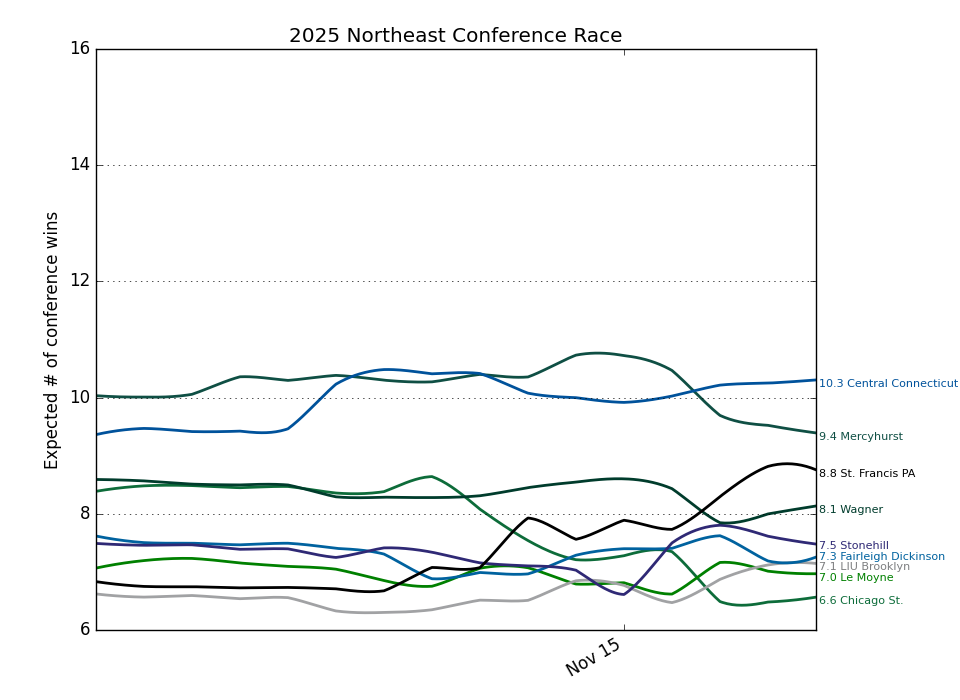 2025 Northeast Conference Race
Expected # of conference wins
16
14
12
10
8
6
Nov 15
10.3 Central Connecticut
9.4 Mercyhurst
8.8 St. Francis PA
8.1 Wagner
7.5 Stonehill
7.3 Fairleigh Dickinson
7.1 LIU Brooklyn
7.0 Le Moyne
6.6 Chicago St.